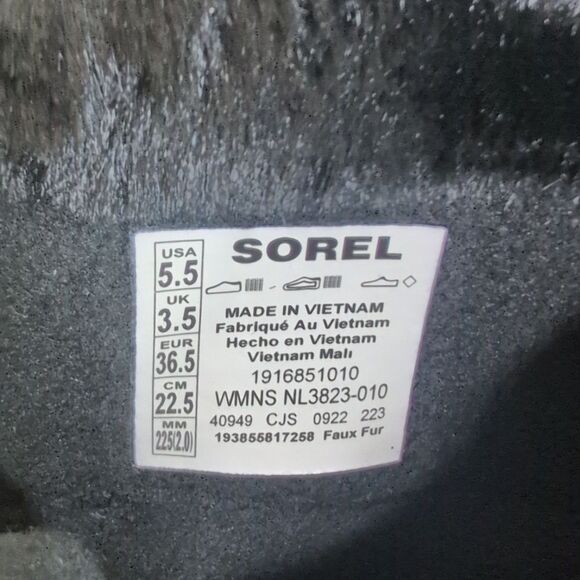 USA
5.5
UK
3.5
EUR
36.5
CM
22.5
MM
225(2.0)
SOREL
MADE IN VIETNAM
Fabriqué Au Vietnam
Hecho en Vietnam
Vietnam Malı
1916851010
WMNS NL3823-010
40949 CJS 0922 223
193855817258 Faux Fur